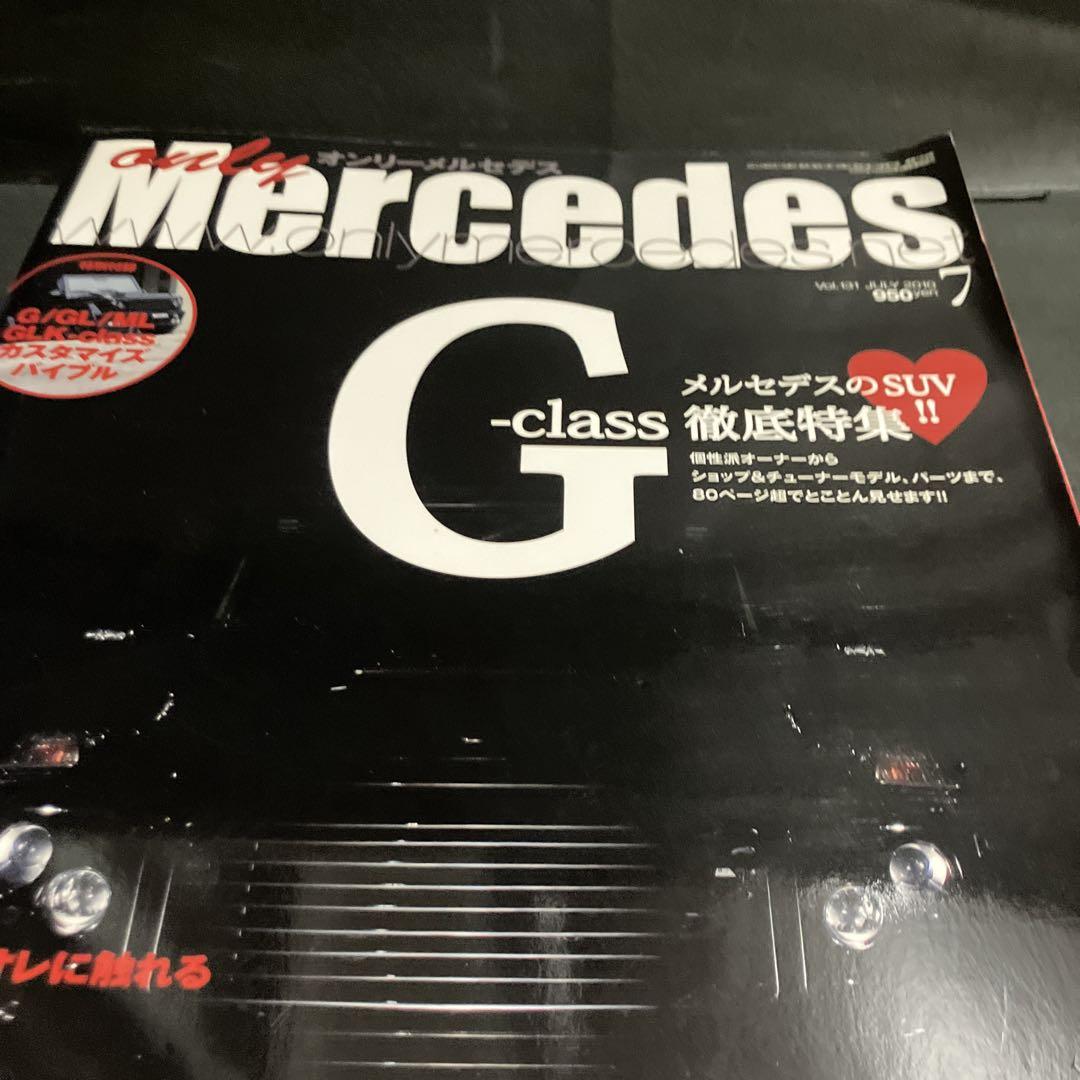 only オンリーメルセデス
Mercedes
www.onlymercedes.net
Vol.131 JULY 2010
950yen 7
G/GL/ML
GLK-class
カスタマイズ
バイブル
G
-class
メルセデスのSUV
徹底特集!!
個性派オーナーから
ショップ&チューナーモデル、パーツまで、
80ページ超でとことん見せます!!
オレに触れる